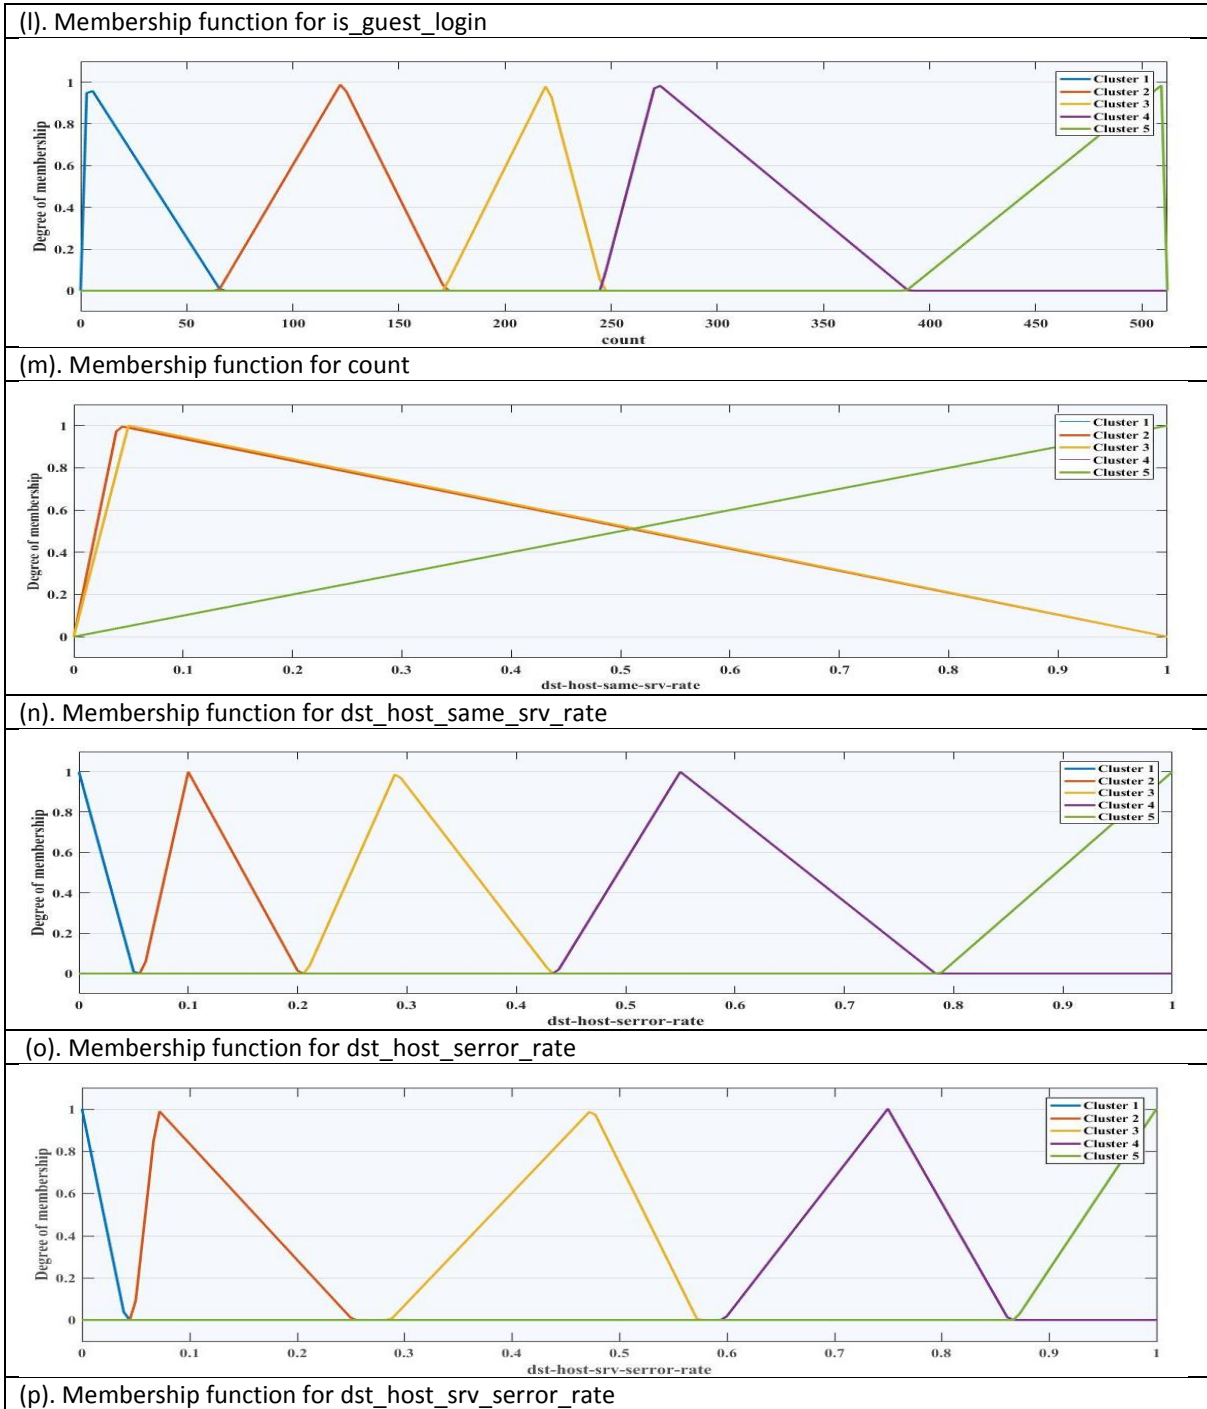 (l). Membership function for is_guest_login
Degree of membership
1
0.8
0.6
0.4
0.2
0
Cluster 1
Cluster 2
Cluster 3
Cluster 4
Cluster 5
0 50 100 150 200 250 300 350 400 450 500
count
(m). Membership function for count
Degree of membership
1
0.8
0.6
0.4
0.2
0
Cluster 1
Cluster 2
Cluster 3
Cluster 4
Cluster 5
0 0.1 0.2 0.3 0.4 0.5 0.6 0.7 0.8 0.9 1
dst-host-same-srv-rate
(n). Membership function for dst_host_same_srv_rate
Degree of membership
1
0.8
0.6
0.4
0.2
0
Cluster 1
Cluster 2
Cluster 3
Cluster 4
Cluster 5
0 0.1 0.2 0.3 0.4 0.5 0.6 0.7 0.8 0.9 1
dst-host-serror-rate
(o). Membership function for dst_host_serror_rate
Degree of membership
1
0.8
0.6
0.4
0.2
0
Cluster 1
Cluster 2
Cluster 3
Cluster 4
Cluster 5
0 0.1 0.2 0.3 0.4 0.5 0.6 0.7 0.8 0.9 1
dst-host-srv-serror-rate
(p). Membership function for dst_host_srv_serror_rate